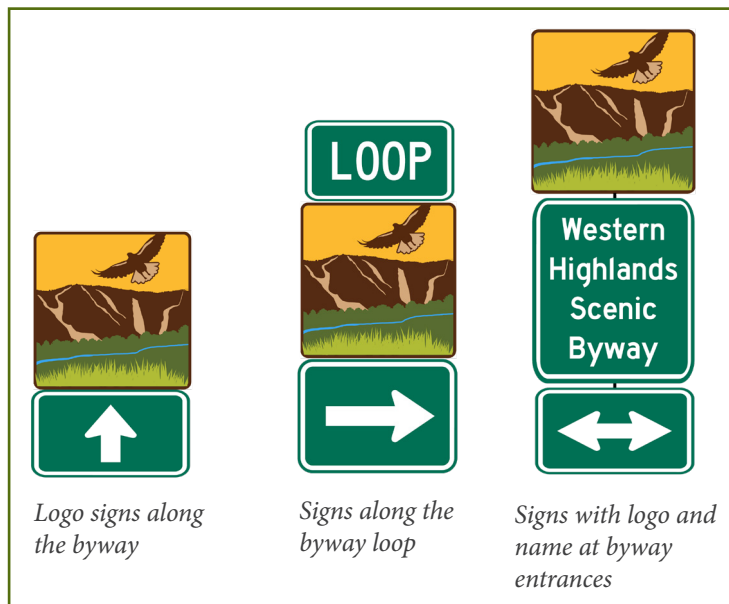 LOOP
Western
Highlands
Scenic
Byway
Logo signs along
the byway
Signs along the
byway loop
Signs with logo and
name at byway
entrances